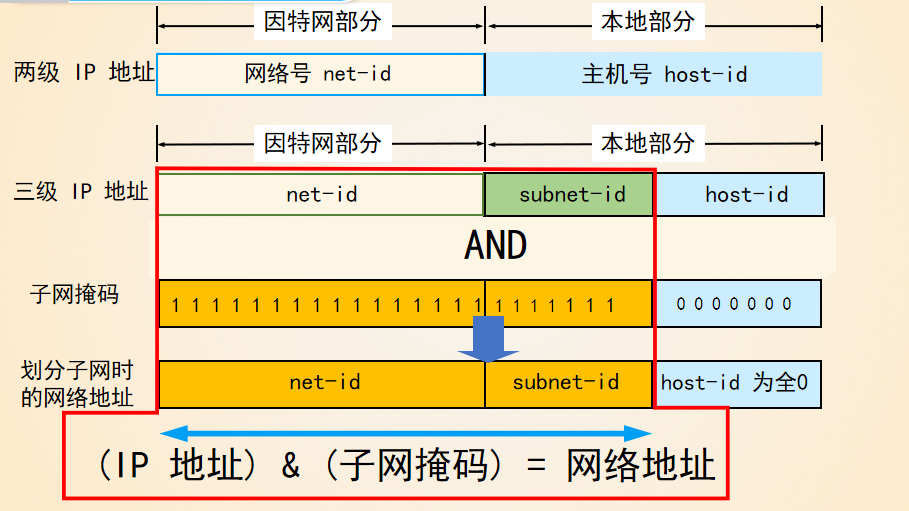 因特网部分 本地部分
两级 IP 地址 网络号 net-id 主机号 host-id
因特网部分 本地部分
三级 IP 地址 net-id subnet-id host-id
AND
子网掩码 1 1 1 1 1 1 1 1 1 1 1 1 1 1 1 1 1 1 1 1 1 1 1 0 0 0 0 0 0 0
划分子网时
的网络地址 net-id subnet-id host-id 为全0
(IP 地址) & (子网掩码) = 网络地址